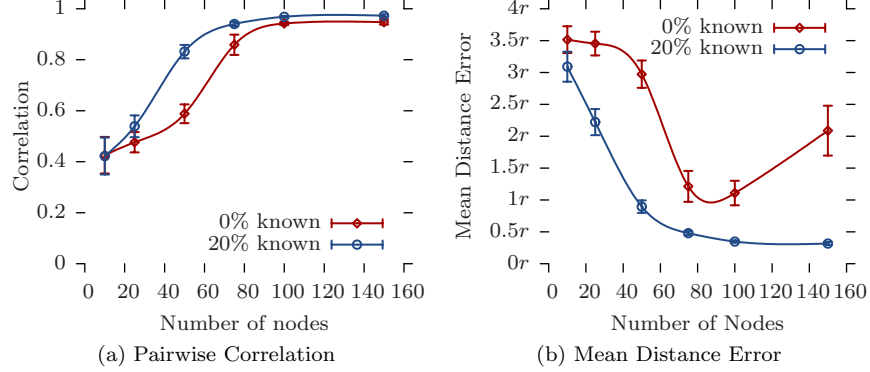 1
0.8
0.6
0.4
0.2
0
Correlation
0% known
20% known
0 20 40 60 80 100 120 140 160
Number of nodes
(a) Pairwise Correlation
4r
3.5r
3r
2.5r
2r
1.5r
1r
0.5r
0r
Mean Distance Error
0% known
20% known
0 20 40 60 80 100 120 140 160
Number of Nodes
(b) Mean Distance Error